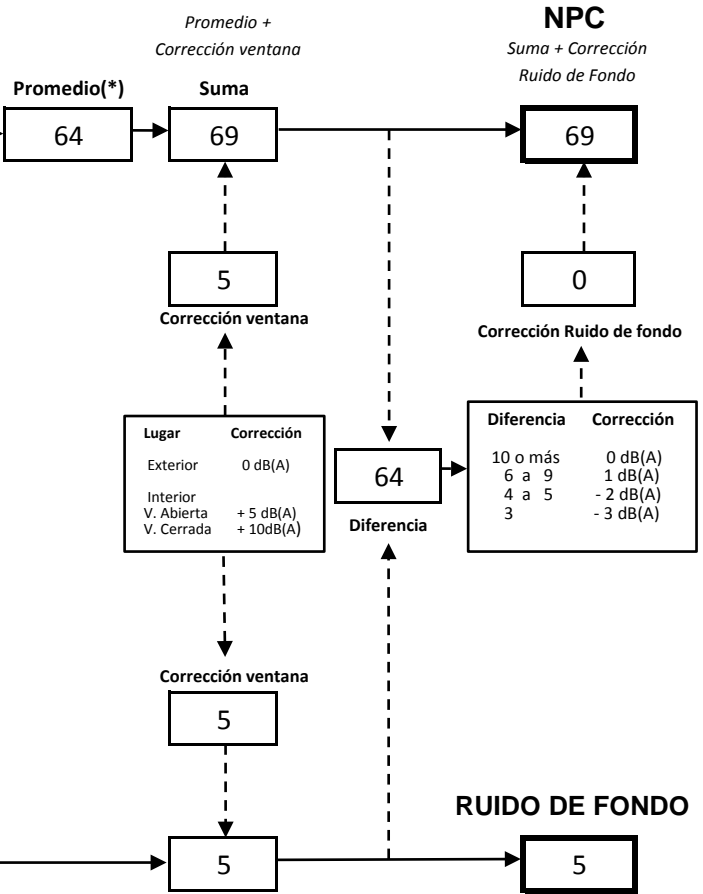 Promedio +
Corrección ventana
NPC
Suma + Corrección
Ruido de Fondo
Promedio(*)
Suma
64
69
69
5
Corrección ventana
0
Corrección Ruido de fondo
Lugar Corrección
Exterior 0 dB(A)
Interior
V. Abierta + 5 dB(A)
V. Cerrada + 10dB(A)
64
Diferencia
Diferencia Corrección
10 o más 0 dB(A)
6 a 9 1 dB(A)
4 a 5 - 2 dB(A)
3 - 3 dB(A)
Corrección ventana
5
RUIDO DE FONDO
5
5